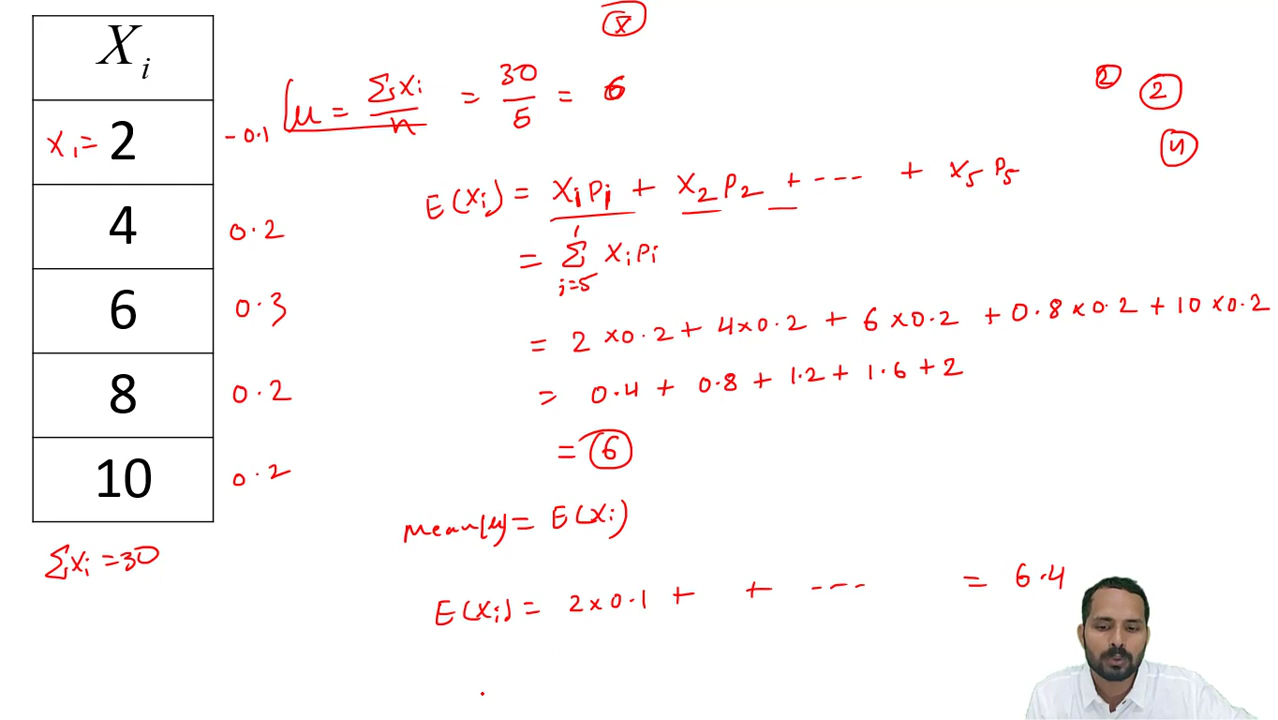 X̄
Xᵢ
μ = ΣXi / n = 30 / 5 = 6
2 2
X₁ = 2 - 0.1
4
E(Xi) = XiPi + X₂P₂ + ---- + X₅P₅
4 0.2
= Σ XiPi
i=5
6 0.3
= 2 × 0.2 + 4 × 0.2 + 6 × 0.2 + 0.8 × 0.2 + 10 × 0.2
8 0.2
= 0.4 + 0.8 + 1.2 + 1.6 + 2
= 6
10 0.2
Mean(μ) = E(Xi)
ΣXi = 30
E(Xi) = 2 × 0.1 + + ---- = 6.4